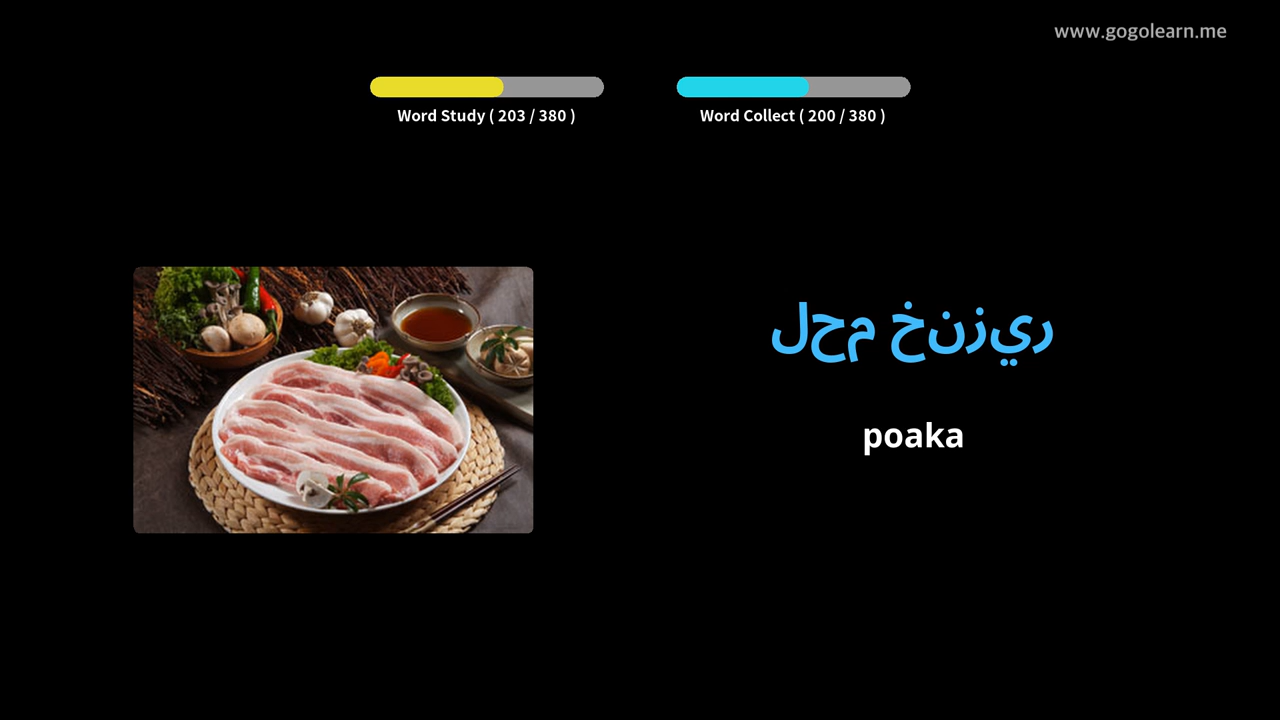 www.gogolearn.me
Word Study ( 203 / 380 )
Word Collect ( 200 / 380 )
لحم خنزير
poaka